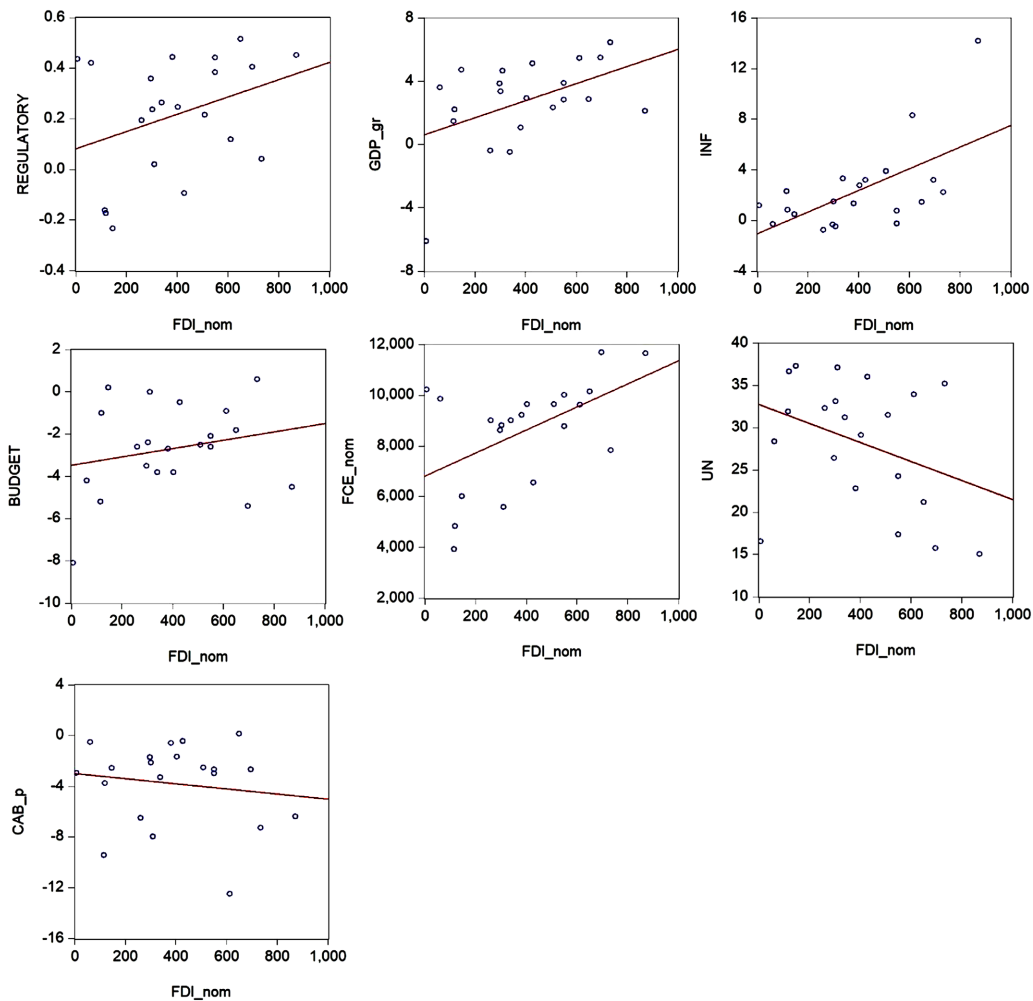 REGULATORY
0.6
0.4
0.2
0.0
-0.2
-0.4
0 200 400 600 800 1,000
FDI_nom
GDP_gr
8
4
0
-4
-8
0 200 400 600 800 1,000
FDI_nom
INF
16
12
8
4
0
-4
0 200 400 600 800 1,000
FDI_nom
BUDGET
2
0
-2
-4
-6
-8
-10
0 200 400 600 800 1,000
FDI_nom
FCE_nom
12,000
10,000
8,000
6,000
4,000
2,000
0 200 400 600 800 1,000
FDI_nom
UN
40
35
30
25
20
15
10
0 200 400 600 800 1,000
FDI_nom
CAB_p
4
0
-4
-8
-12
-16
0 200 400 600 800 1,000
FDI_nom